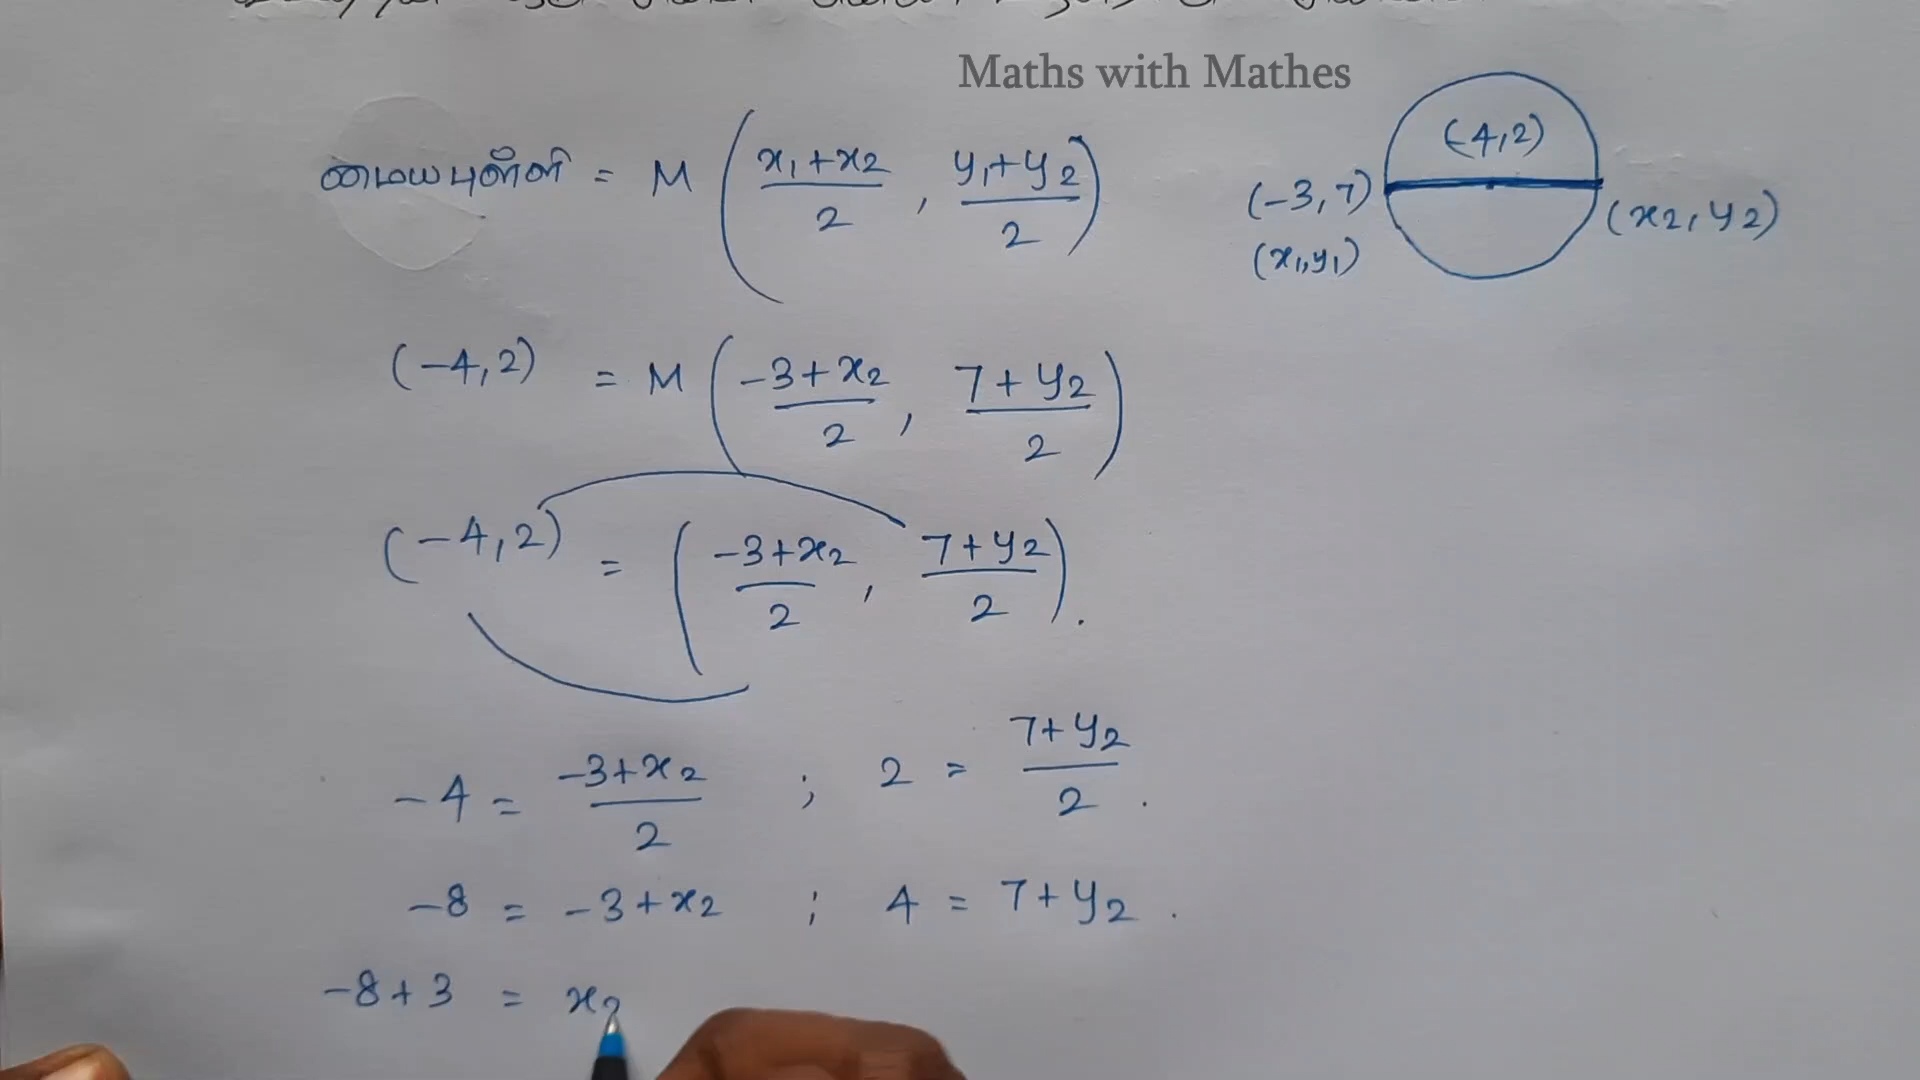 Maths with Mathes
மையபுள்ளி = M ( x₁+x₂/2 , y₁+y₂/2 )
(-4,2)
(-3,7)
(x₁,y₁)
(x₂,y₂)
(-4,2) = M ( -3+x₂/2 , 7+y₂/2 )
(-4,2) = ( -3+x₂/2 , 7+y₂/2 ).
-4 = -3+x₂/2 ; 2 = 7+y₂/2 .
-8 = -3+x₂ ; 4 = 7+y₂ .
-8+3 = x₂